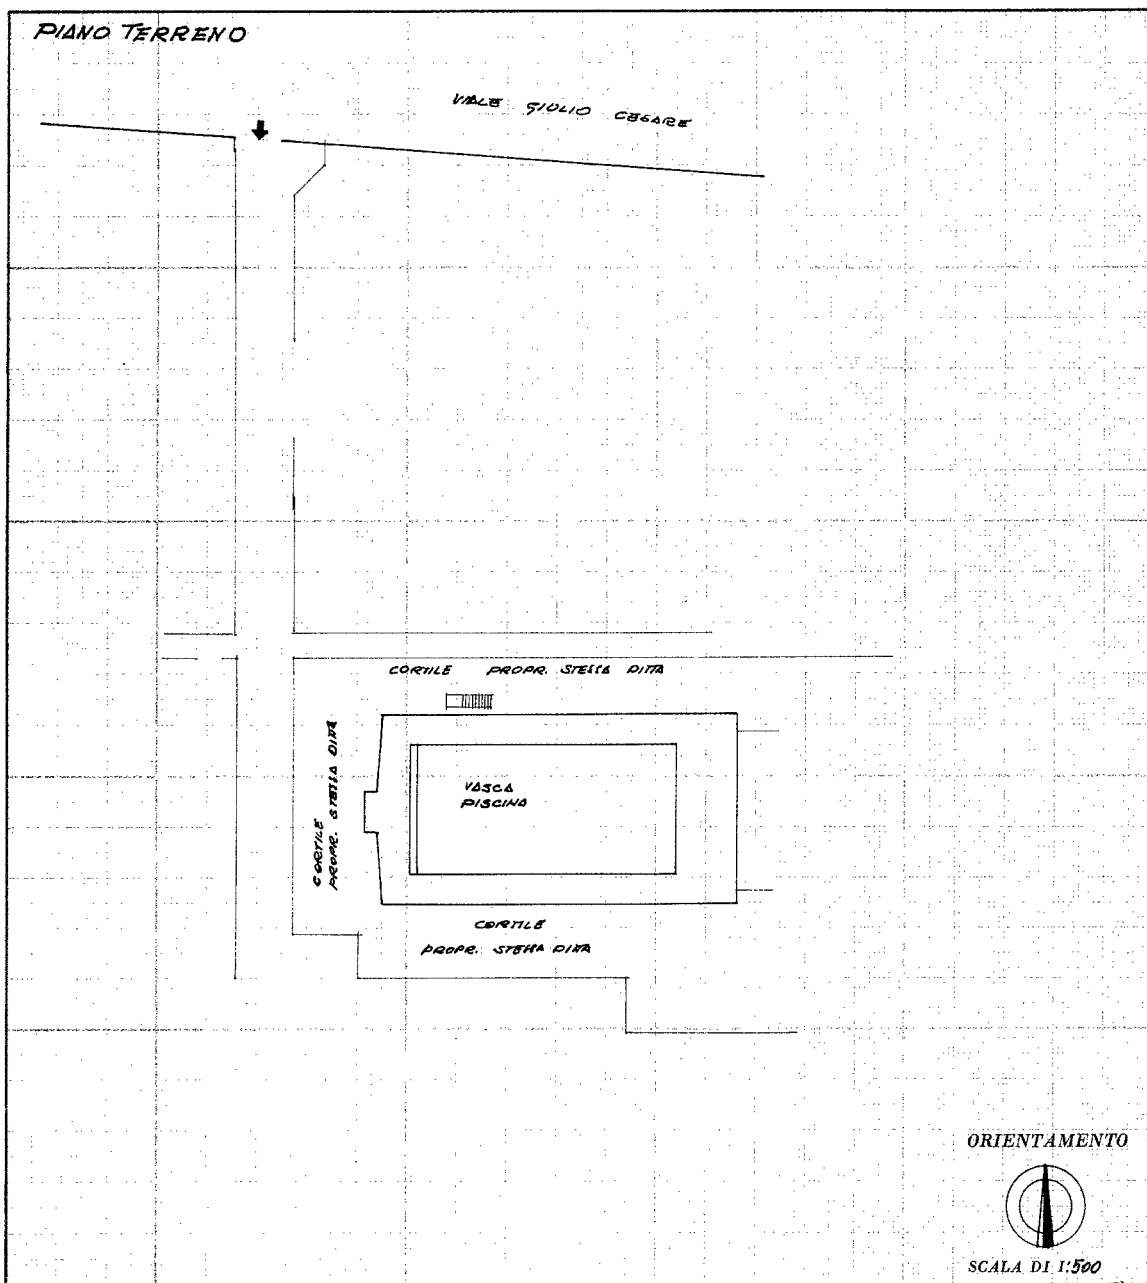 PIANO TERRENO
VIALE GIULIO CESARE
CORTILE PROPR. STESSA DITTA
CORTILE
PROPR. STESSA DITTA
VASCA
PISCINA
CORTILE
PROPR. STESSA DITTA
ORIENTAMENTO
SCALA DI 1:500